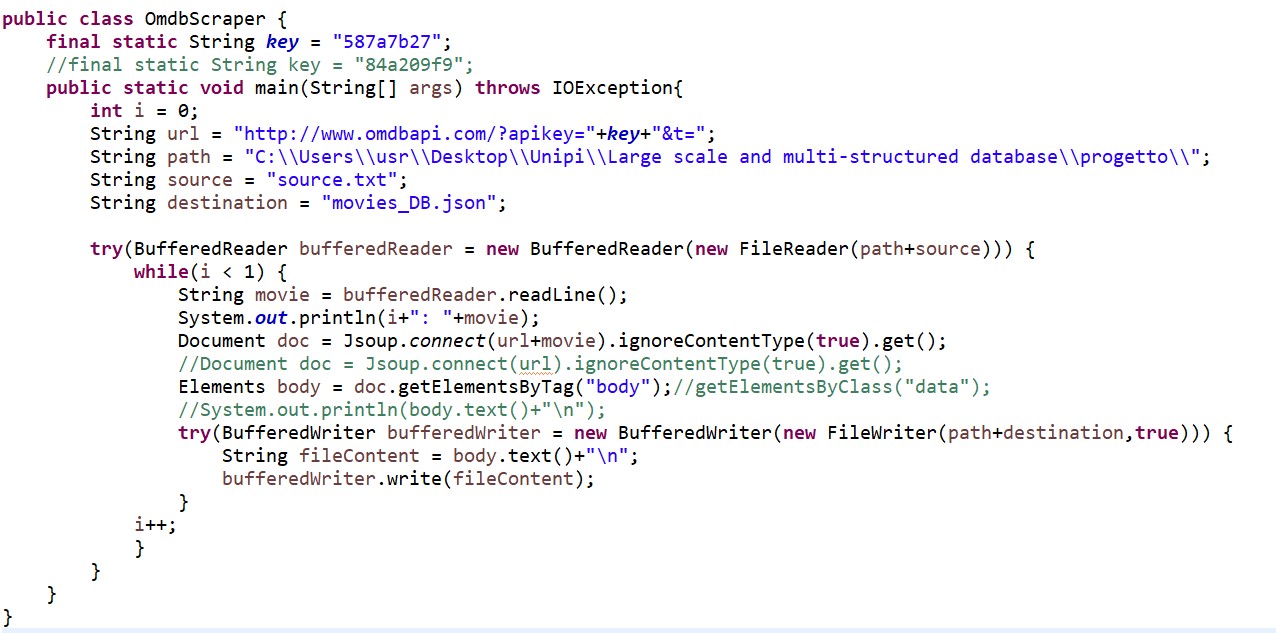 public class OmdbScraper {
    final static String key = "587a7b27";
    //final static String key = "84a209f9";
    public static void main(String[] args) throws IOException{
        int i = 0;
        String url = "http://www.omdbapi.com/?apikey="+key+"&t=";
        String path = "C:\\Users\\usr\\Desktop\\Unipi\\Large scale and multi-structured database\\progetto\\";
        String source = "source.txt";
        String destination = "movies_DB.json";

        try(BufferedReader bufferedReader = new BufferedReader(new FileReader(path+source))) {
            while(i < 1) {
                String movie = bufferedReader.readLine();
                System.out.println(i+": "+movie);
                Document doc = Jsoup.connect(url+movie).ignoreContentType(true).get();
                //Document doc = Jsoup.connect(url).ignoreContentType(true).get();
                Elements body = doc.getElementsByTag("body");//getElementsByClass("data");
                //System.out.println(body.text()+"\n");
                try(BufferedWriter bufferedWriter = new BufferedWriter(new FileWriter(path+destination,true))) {
                    String fileContent = body.text()+"\n";
                    bufferedWriter.write(fileContent);
                }
            i++;
            }
        }
    }
}